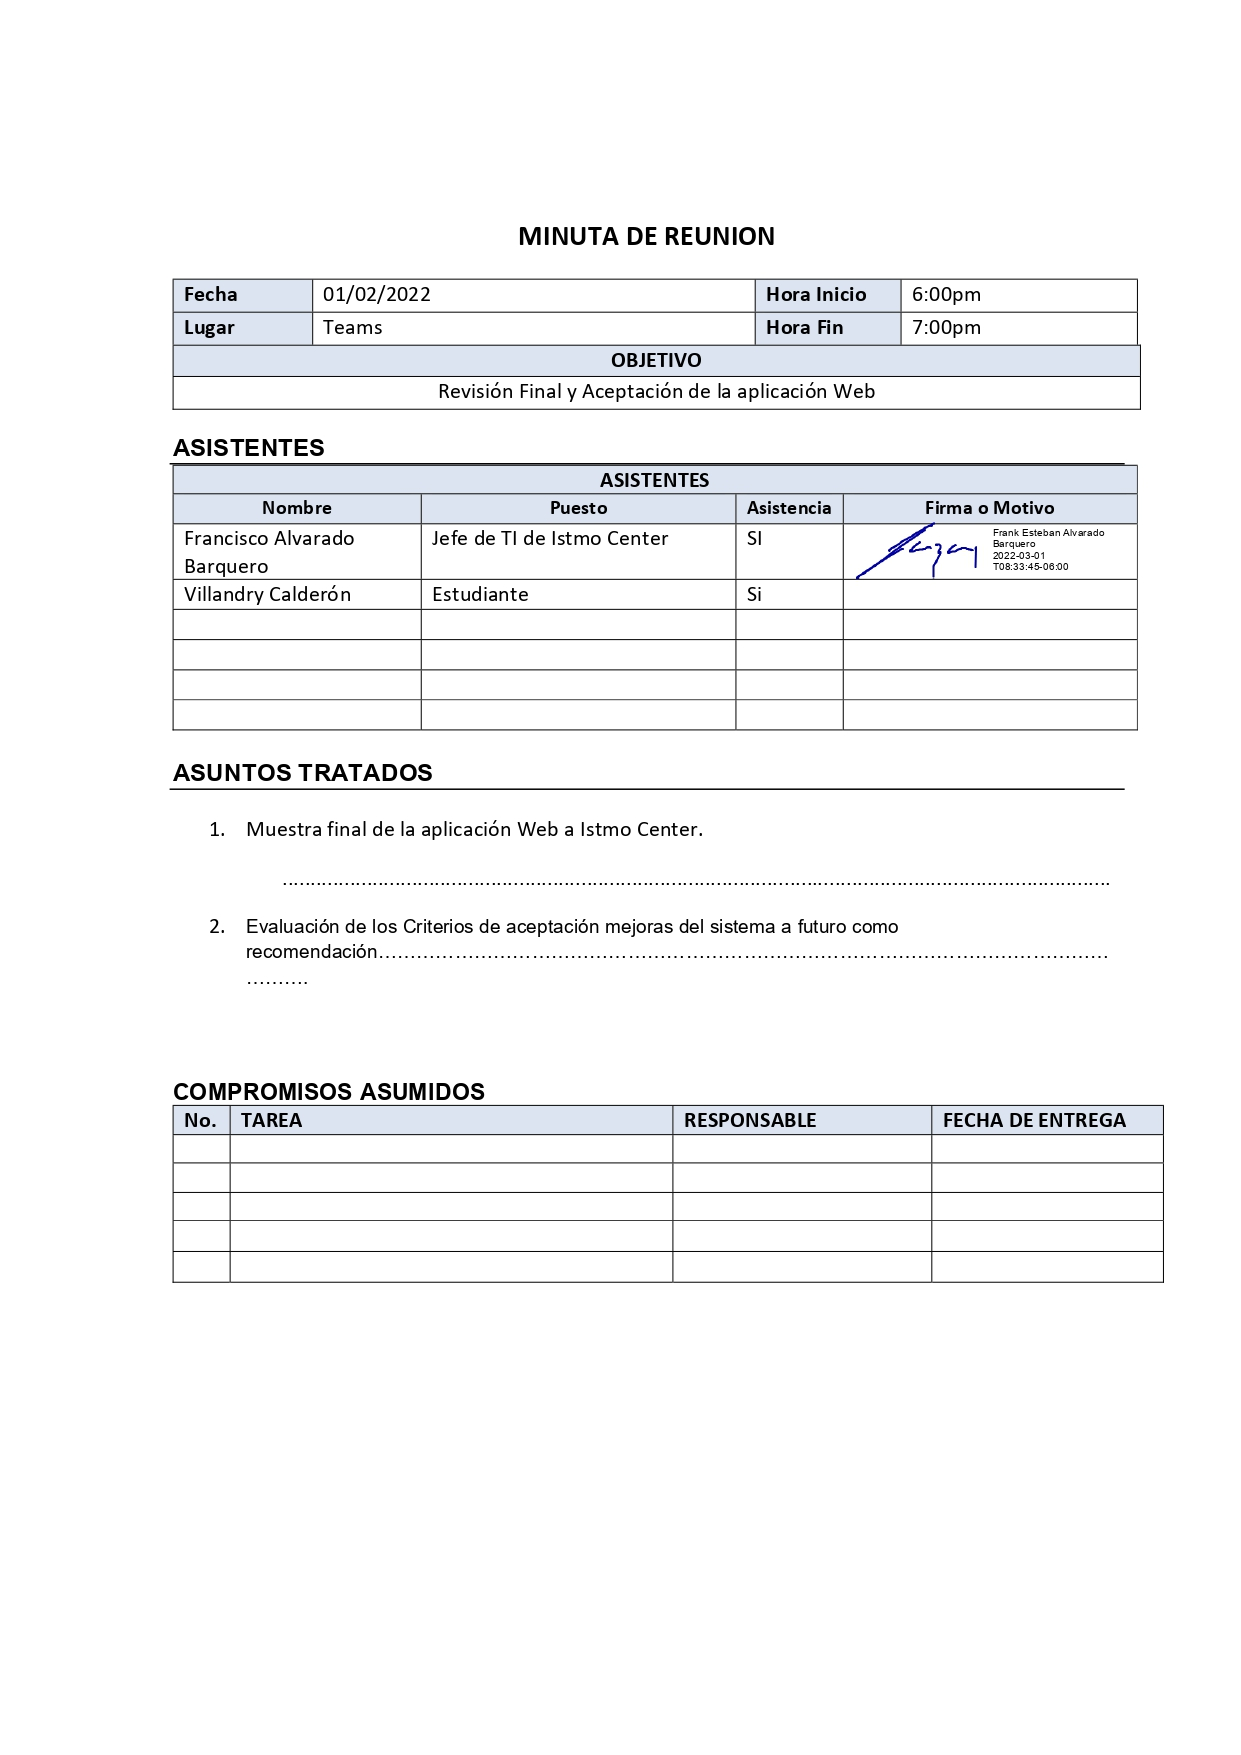 MINUTA DE REUNION
Fecha 01/02/2022 Hora Inicio 6:00pm
Lugar Teams Hora Fin 7:00pm
OBJETIVO
Revisión Final y Aceptación de la aplicación Web
ASISTENTES
ASISTENTES
Nombre Puesto Asistencia Firma o Motivo
Francisco Alvarado Barquero Jefe de TI de Istmo Center SI
Frank Esteban Alvarado
Barquero
2022-03-01
T08:33:45-06:00
Villandry Calderón Estudiante Si
ASUNTOS TRATADOS
1. Muestra final de la aplicación Web a Istmo Center.
2. Evaluación de los Criterios de aceptación mejoras del sistema a futuro como
recomendación……………………………………………………………………………………………………
……….
COMPROMISOS ASUMIDOS
No. TAREA RESPONSABLE FECHA DE ENTREGA